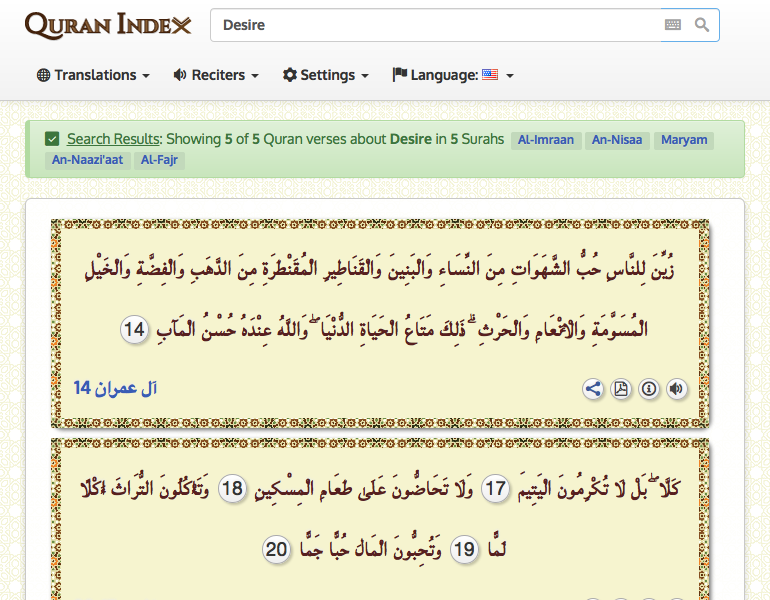 QURAN INDEX
Desire
Translations
Reciters
Settings
Language:
Search Results: Showing 5 of 5 Quran verses about Desire in 5 Surahs Al-Imraan An-Nisaa Maryam
An-Naazi'aat Al-Fajr
زُيِّنَ لِلنَّاسِ حُبُّ الشَّهَوَاتِ مِنَ النِّسَاءِ وَالْبَنِينَ وَالْقَنَاطِيرِ الْمُقَنْطَرَةِ مِنَ الذَّهَبِ وَالْفِضَّةِ وَالْخَيْلِ
الْمُسَوَّمَةِ وَالْأَنْعَامِ وَالْحَرْثِ ۗ ذَٰلِكَ مَتَاعُ الْحَيَاةِ الدُّنْيَا ۖ وَاللَّهُ عِنْدَهُ حُسْنُ الْمَآبِ 14
آل عمران 14
كَلَّا ۖ بَلْ لَا تُكْرِمُونَ الْيَتِيمَ 17 وَلَا تَحَاضُّونَ عَلَىٰ طَعَامِ الْمِسْكِينِ 18 وَتَأْكُلُونَ التُّرَاثَ أَكْلًا
لَمًّا 19 وَتُحِبُّونَ الْمَالَ حُبًّا جَمًّا 20